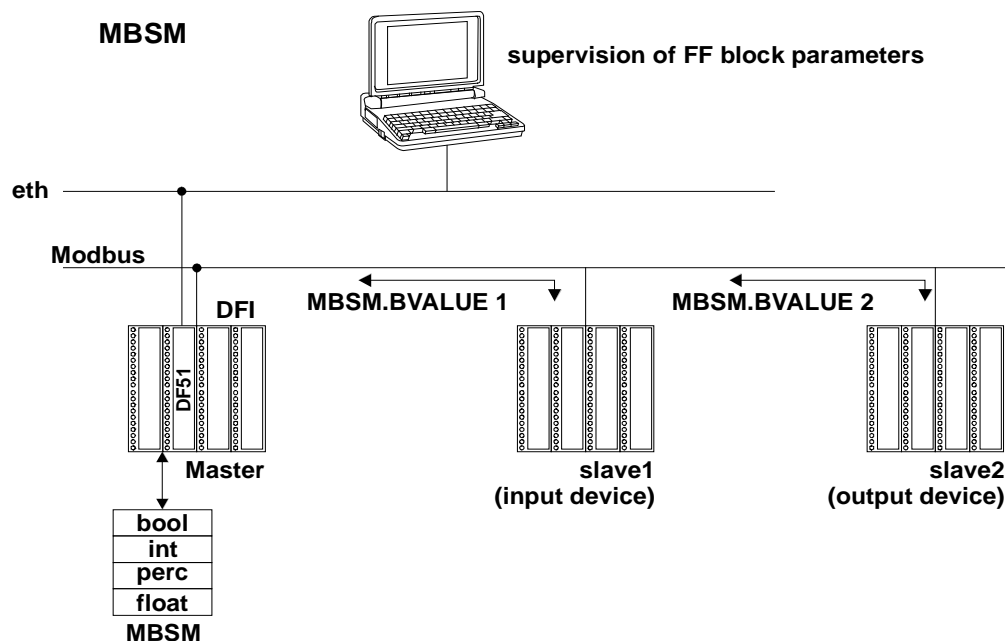 MBSM
supervision of FF block parameters
eth
Modbus
MBSM.BVALUE 1
MBSM.BVALUE 2
DFI
DF51
Master
slave1
(input device)
slave2
(output device)
bool
int
perc
float
MBSM